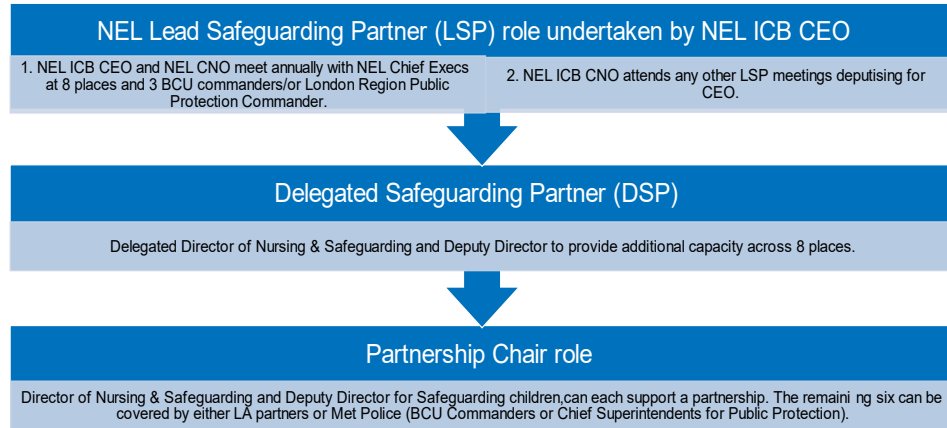 NEL Lead Safeguarding Partner (LSP) role undertaken by NEL ICB CEO
1. NEL ICB CEO and NEL CNO meet annually with NEL Chief Execs
at 8 places and 3 BCU commanders/or London Region Public
Protection Commander.
2. NEL ICB CNO attends any other LSP meetings deputising for
CEO.
Delegated Safeguarding Partner (DSP)
Delegated Director of Nursing & Safeguarding and Deputy Director to provide additional capacity across 8 places.
Partnership Chair role
Director of Nursing & Safeguarding and Deputy Director for Safeguarding children,can each support a partnership. The remaini ng six can be
covered by either LA partners or Met Police (BCU Commanders or Chief Superintendents for Public Protection).